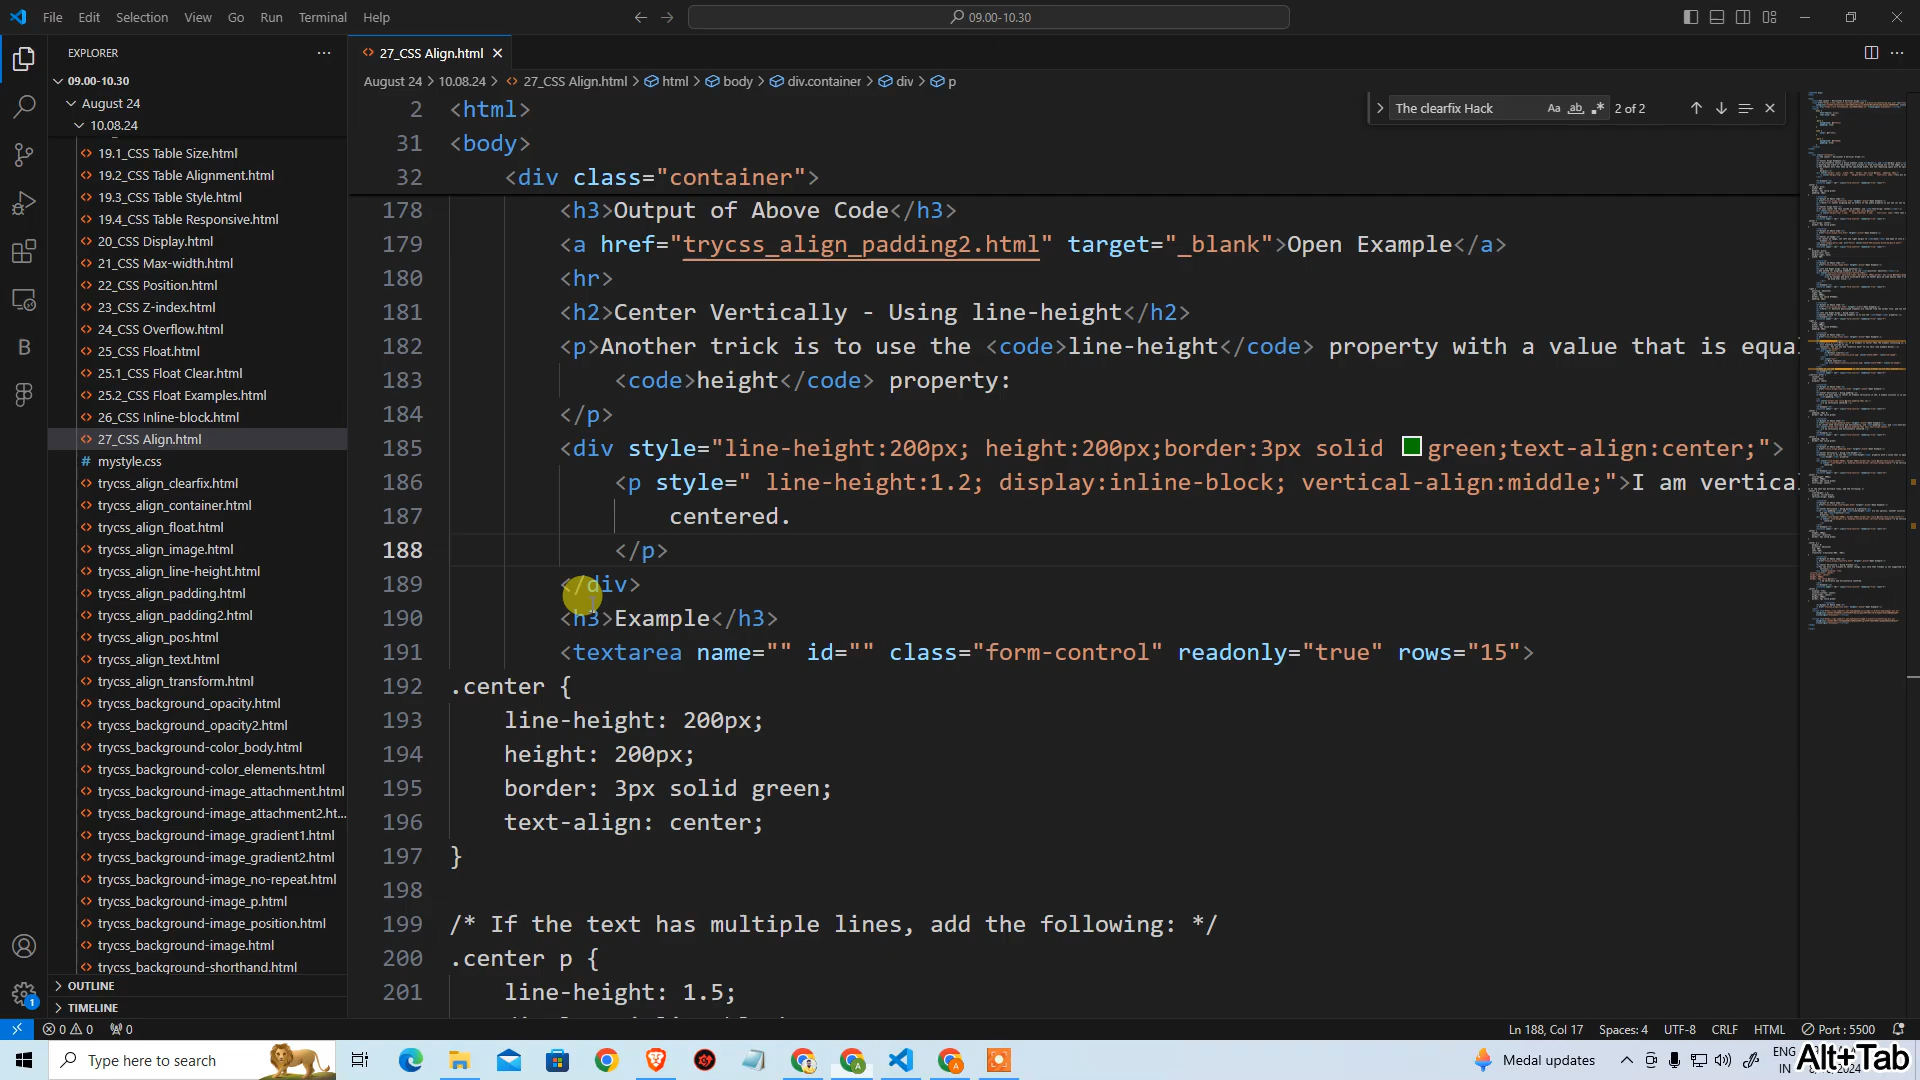 File Edit Selection View Go Run Terminal Help
09.00-10.30
EXPLORER
27_CSS Align.html
09.00-10.30
August 24
10.08.24
19.1_CSS Table Size.html
19.2_CSS Table Alignment.html
19.3_CSS Table Style.html
19.4_CSS Table Responsive.html
20_CSS Display.html
21_CSS Max-width.html
22_CSS Position.html
23_CSS Z-index.html
24_CSS Overflow.html
25_CSS Float.html
25.1_CSS Float Clear.html
25.2_CSS Float Examples.html
26_CSS Inline-block.html
27_CSS Align.html
mystyle.css
trycss_align_clearfix.html
trycss_align_container.html
trycss_align_float.html
trycss_align_image.html
trycss_align_line-height.html
trycss_align_padding.html
trycss_align_padding2.html
trycss_align_pos.html
trycss_align_text.html
trycss_align_transform.html
trycss_background_opacity.html
trycss_background_opacity2.html
trycss_background-color_body.html
trycss_background-color_elements.html
trycss_background-image_attachment.html
trycss_background-image_attachment2.ht...
trycss_background-image_gradient1.html
trycss_background-image_gradient2.html
trycss_background-image_no-repeat.html
trycss_background-image_p.html
trycss_background-image_position.html
trycss_background-image.html
trycss_background-shorthand.html
OUTLINE
TIMELINE
August 24 > 10.08.24 > 27_CSS Align.html > html > body > div.container > div > p
The clearfix Hack Aa ab 2 of 2
2 <html>
31 <body>
32 <div class="container">
178 <h3>Output of Above Code</h3>
179 <a href="trycss_align_padding2.html" target="_blank">Open Example</a>
180 <hr>
181 <h2>Center Vertically - Using line-height</h2>
182 <p>Another trick is to use the <code>line-height</code> property with a value that is equa
183 <code>height</code> property:
184 </p>
185 <div style="line-height:200px; height:200px;border:3px solid green;text-align:center;">
186 <p style=" line-height:1.2; display:inline-block; vertical-align:middle;">I am vertica
187 centered.
188 </p>
189 </div>
190 <h3>Example</h3>
191 <textarea name="" id="" class="form-control" readonly="true" rows="15">
192 .center {
193 line-height: 200px;
194 height: 200px;
195 border: 3px solid green;
196 text-align: center;
197 }
198
199 /* If the text has multiple lines, add the following: */
200 .center p {
201 line-height: 1.5;
1
0 0 0
Ln 188, Col 17 Spaces: 4 UTF-8 CRLF HTML Port : 5500
Type here to search
Medal updates
ENG
IN
Alt+Tab